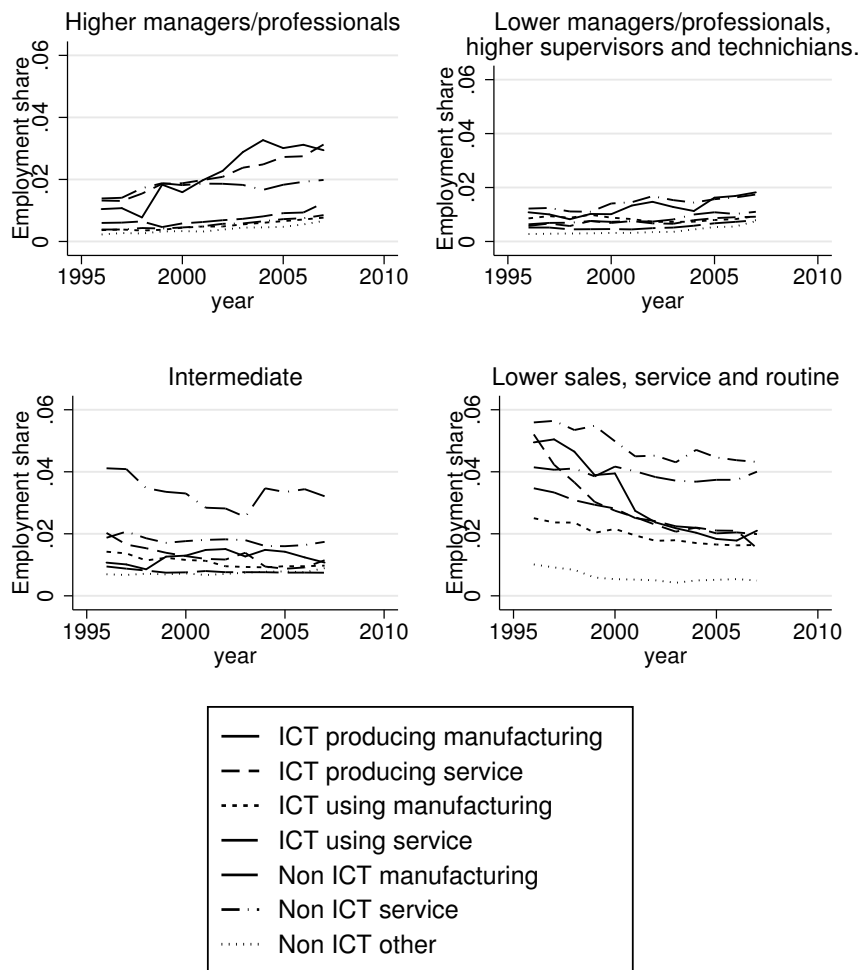 Higher managers/professionals
Employment share
0 .02 .04 .06
1995 2000 2005 2010
year
Lower managers/professionals,
higher supervisors and technichians.
Employment share
0 .02 .04 .06
1995 2000 2005 2010
year
Intermediate
Employment share
0 .02 .04 .06
1995 2000 2005 2010
year
Lower sales, service and routine
Employment share
0 .02 .04 .06
1995 2000 2005 2010
year
ICT producing manufacturing
ICT producing service
ICT using manufacturing
ICT using service
Non ICT manufacturing
Non ICT service
Non ICT other